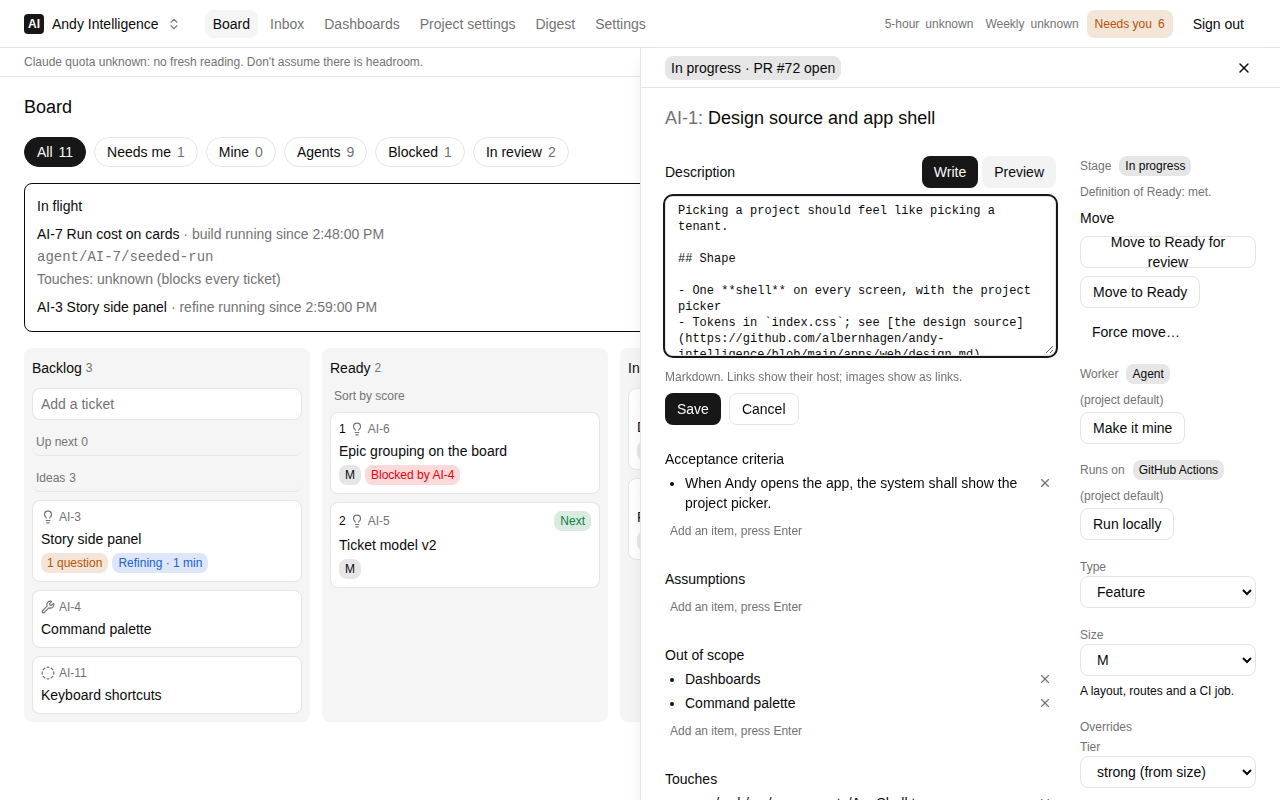 AI Andy Intelligence Board Inbox Dashboards Project settings Digest Settings 5-hour unknown Weekly unknown Needs you 6 Sign out
Claude quota unknown: no fresh reading. Don't assume there is headroom.
Board
All 11 Needs me 1 Mine 0 Agents 9 Blocked 1 In review 2
In flight
AI-7 Run cost on cards · build running since 2:48:00 PM
agent/AI-7/seeded-run
Touches: unknown (blocks every ticket)
AI-3 Story side panel · refine running since 2:59:00 PM
Backlog 3
Add a ticket
Up next 0
Ideas 3
AI-3
Story side panel
1 question Refining · 1 min
AI-4
Command palette
AI-11
Keyboard shortcuts
Ready 2
Sort by score
1 AI-6
Epic grouping on the board
M Blocked by AI-4
2 AI-5 Next
Ticket model v2
M
In
In progress · PR #72 open
AI-1: Design source and app shell
Description Write Preview
Picking a project should feel like picking a
tenant.
## Shape
- One **shell** on every screen, with the project
picker
- Tokens in `index.css`; see [the design source]
(https://github.com/albernhagen/andy-
intelligence/blob/main/apps/web/design.md)
Markdown. Links show their host; images show as links.
Save Cancel
Acceptance criteria
• When Andy opens the app, the system shall show the
project picker.
Add an item, press Enter
Assumptions
Add an item, press Enter
Out of scope
• Dashboards
• Command palette
Add an item, press Enter
Touches
Stage In progress
Definition of Ready: met.
Move
Move to Ready for
review
Move to Ready
Force move…
Worker Agent
(project default)
Make it mine
Runs on GitHub Actions
(project default)
Run locally
Type
Feature
Size
M
A layout, routes and a CI job.
Overrides
Tier
strong (from size)